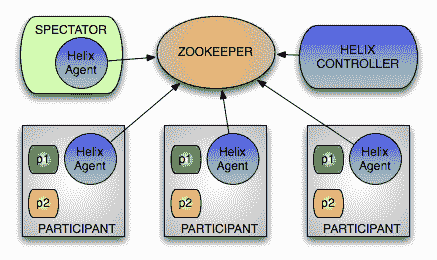 SPECTATOR
Helix
Agent
ZOOKEEPER
HELIX
CONTROLLER
p1
Helix
Agent
p2
PARTICIPANT
p1
Helix
Agent
p2
PARTICIPANT
p1
Helix
Agent
p2
PARTICIPANT